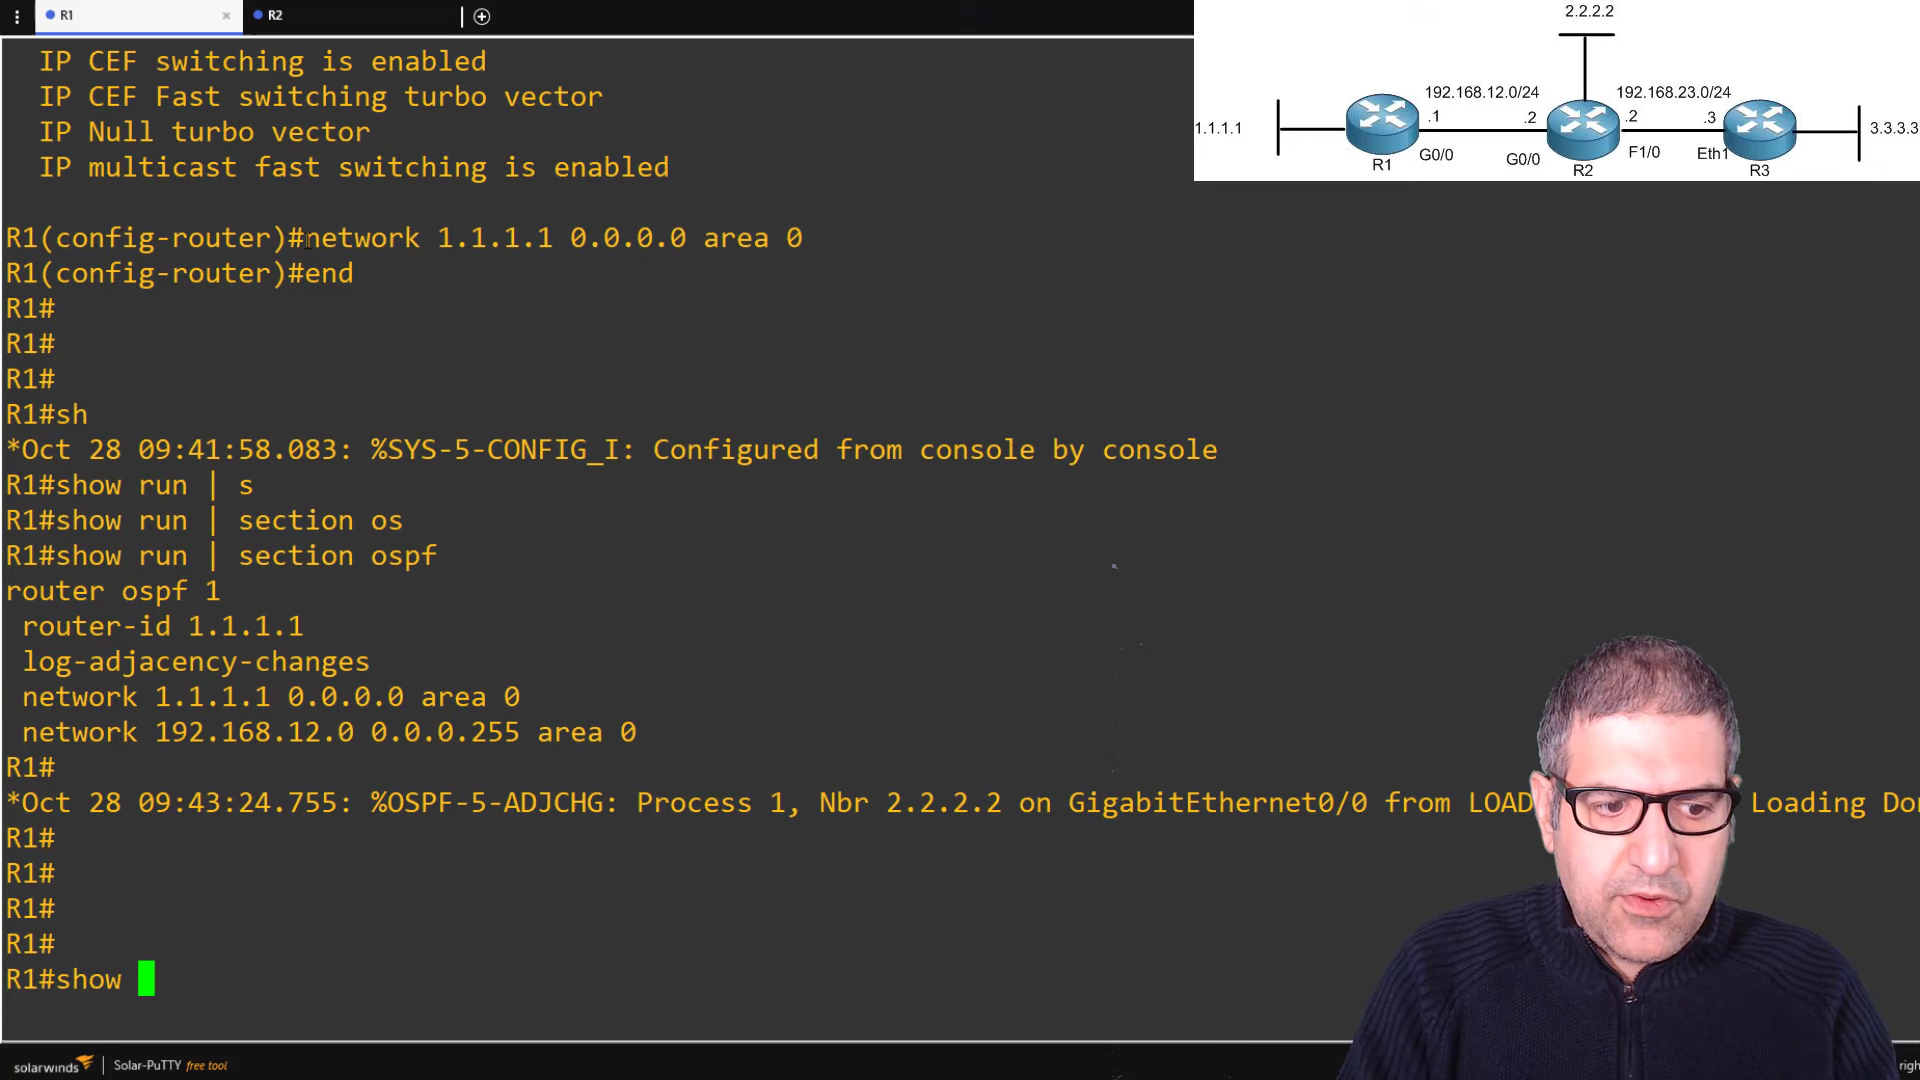 R1
R2
IP CEF switching is enabled
IP CEF Fast switching turbo vector
IP Null turbo vector
IP multicast fast switching is enabled
R1(config-router)#network 1.1.1.1 0.0.0.0 area 0
R1(config-router)#end
R1#
R1#
R1#
R1#sh
*Oct 28 09:41:58.083: %SYS-5-CONFIG_I: Configured from console by console
R1#show run | s
R1#show run | section os
R1#show run | section ospf
router ospf 1
router-id 1.1.1.1
log-adjacency-changes
network 1.1.1.1 0.0.0.0 area 0
network 192.168.12.0 0.0.0.255 area 0
R1#
*Oct 28 09:43:24.755: %OSPF-5-ADJCHG: Process 1, Nbr 2.2.2.2 on GigabitEthernet0/0 from LOAD Loading
R1#
R1#
R1#
R1#
R1#show
2.2.2.2
192.168.12.0/24
192.168.23.0/24
1.1.1.1
.1
.2
.2
.3
3.3.3.3
R1
G0/0
G0/0
R2
F1/0
Eth1
R3
solarwinds
Solar-PuTTY free tool